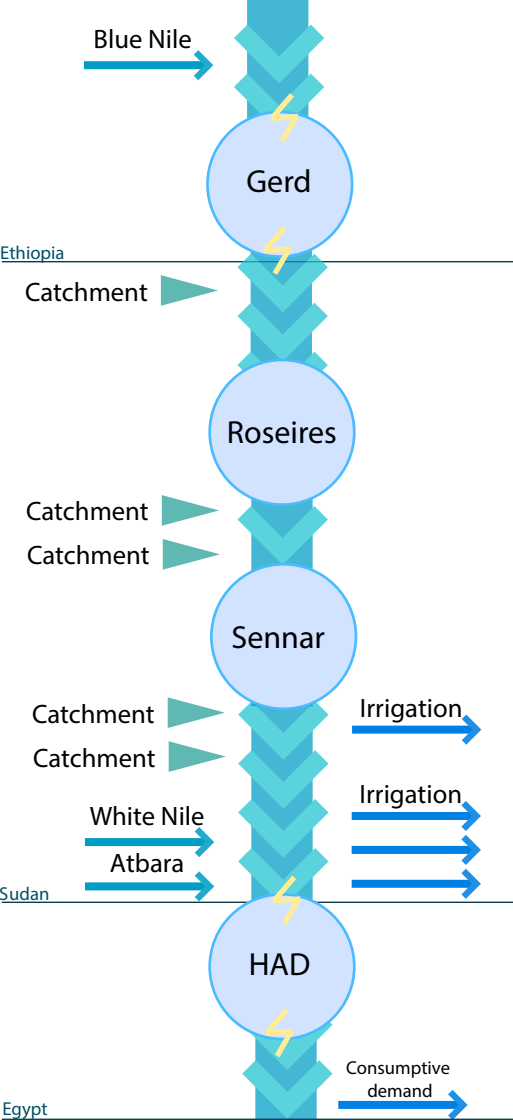 Blue Nile
Gerd
Ethiopia
Catchment
Roseires
Catchment
Catchment
Sennar
Catchment
Irrigation
Catchment
Irrigation
White Nile
Atbara
Sudan
HAD
Consumptive
demand
Egypt